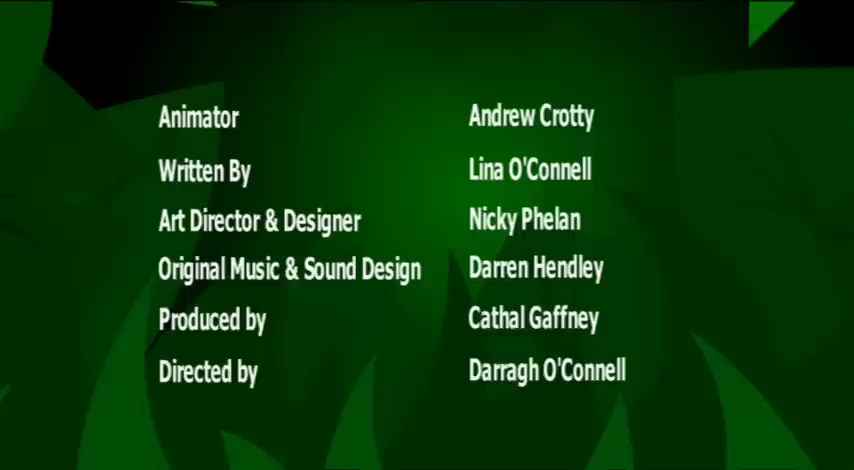 Animator Andrew Crotty
Written By Lina O'Connell
Art Director & Designer Nicky Phelan
Original Music & Sound Design Darren Hendley
Produced by Cathal Gaffney
Directed by Darragh O'Connell